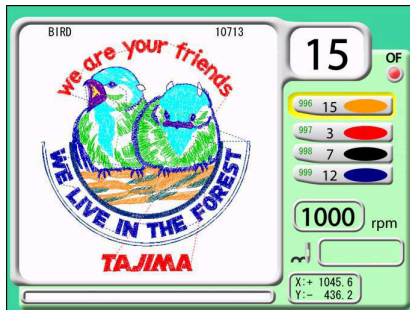 BIRD 10713
we are your friends
WE LIVE IN THE FOREST
TAJIMA
15
OF
996 15
997 3
998 7
999 12
1000 rpm
X:+ 1045.6
Y:- 436.2